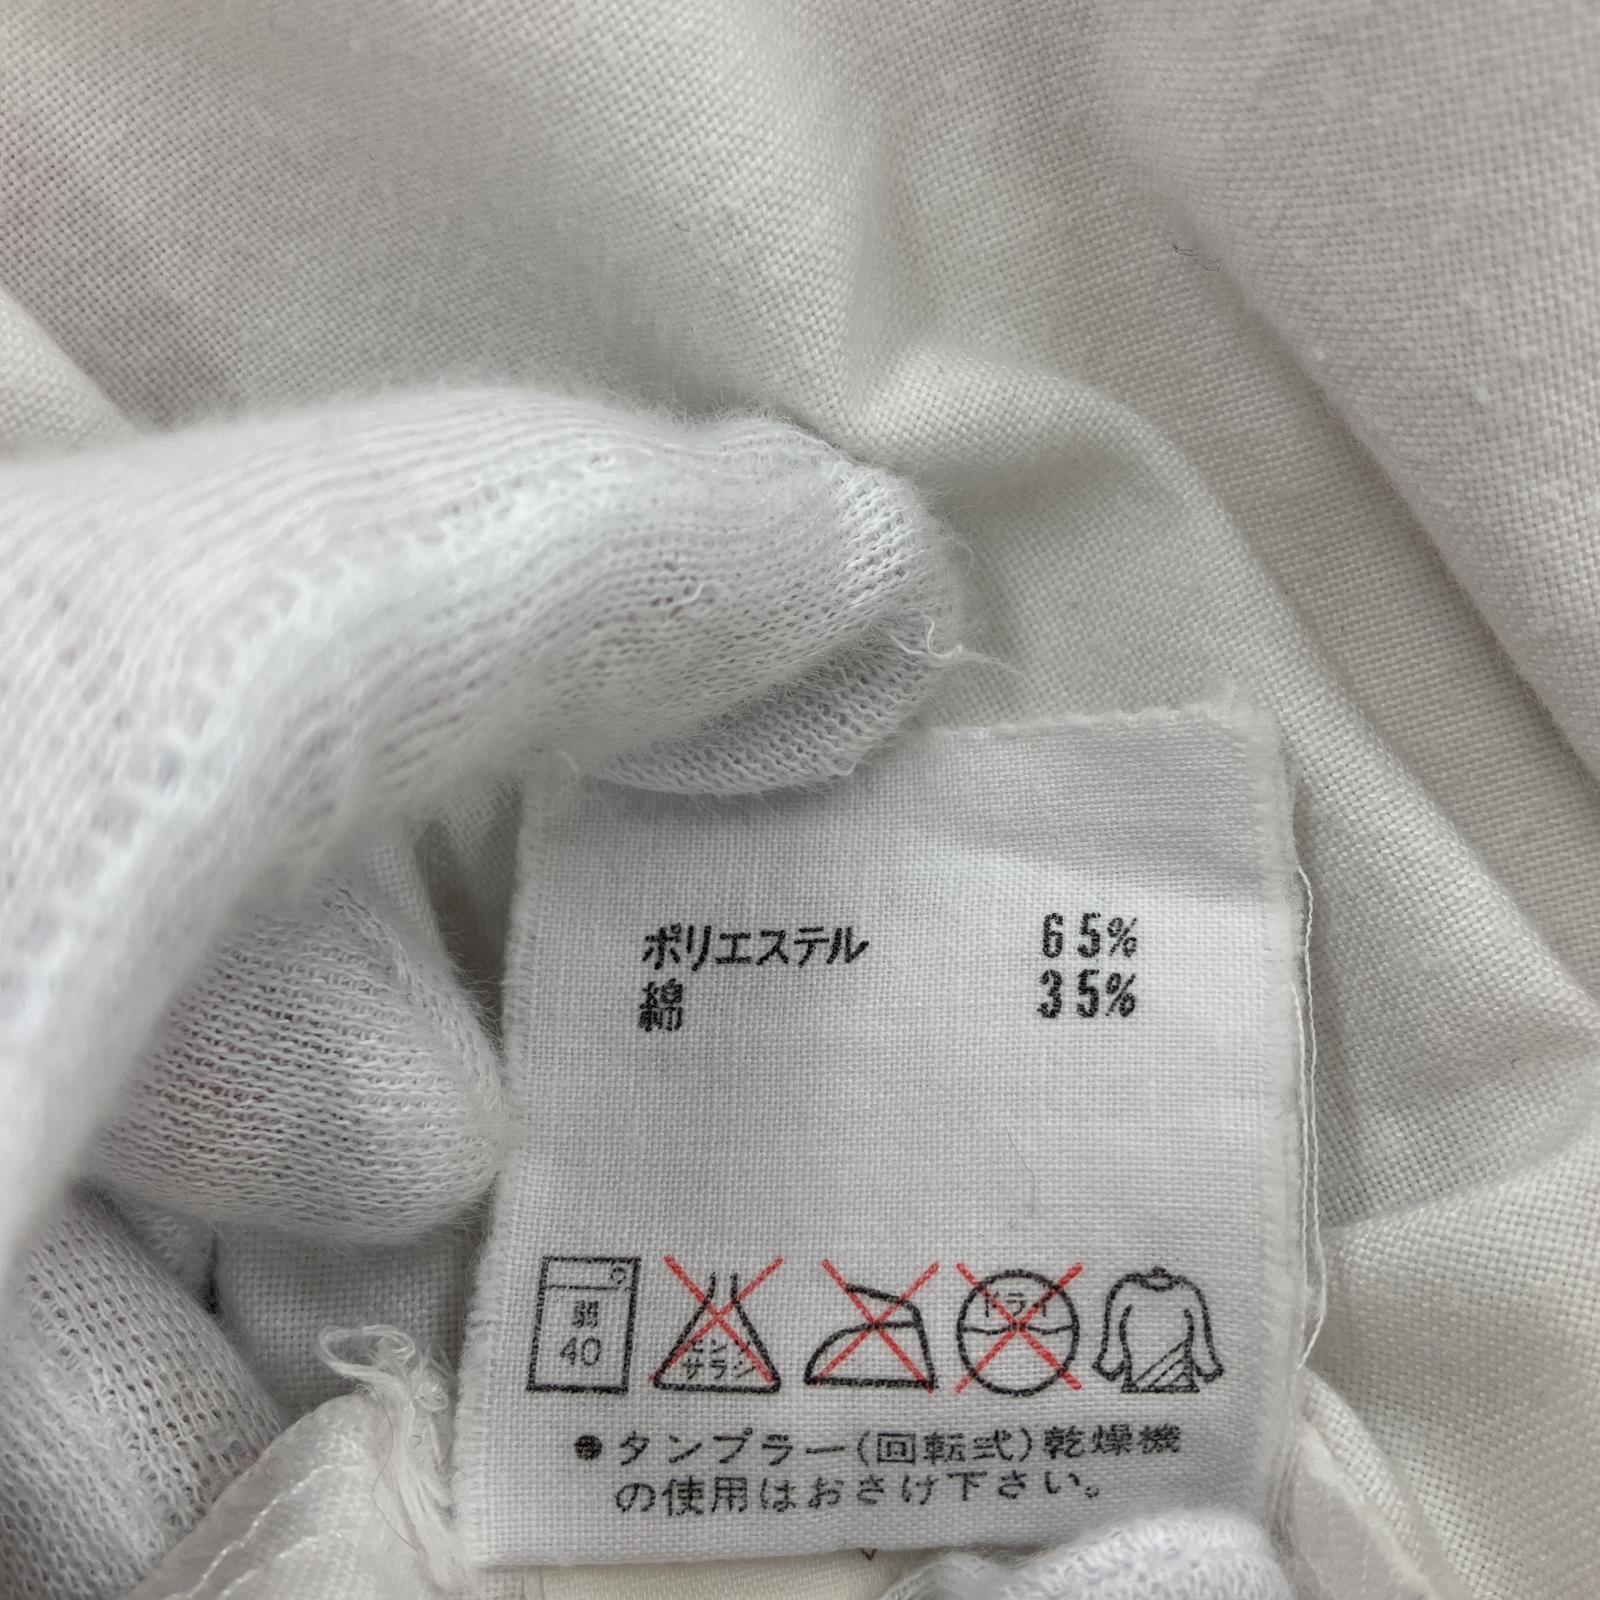 ポリエステル 65%
綿 35%
弱
40
エンソ
サラシ
ドライ
●タンブラー(回転式)乾燥機
の使用はおさけ下さい。